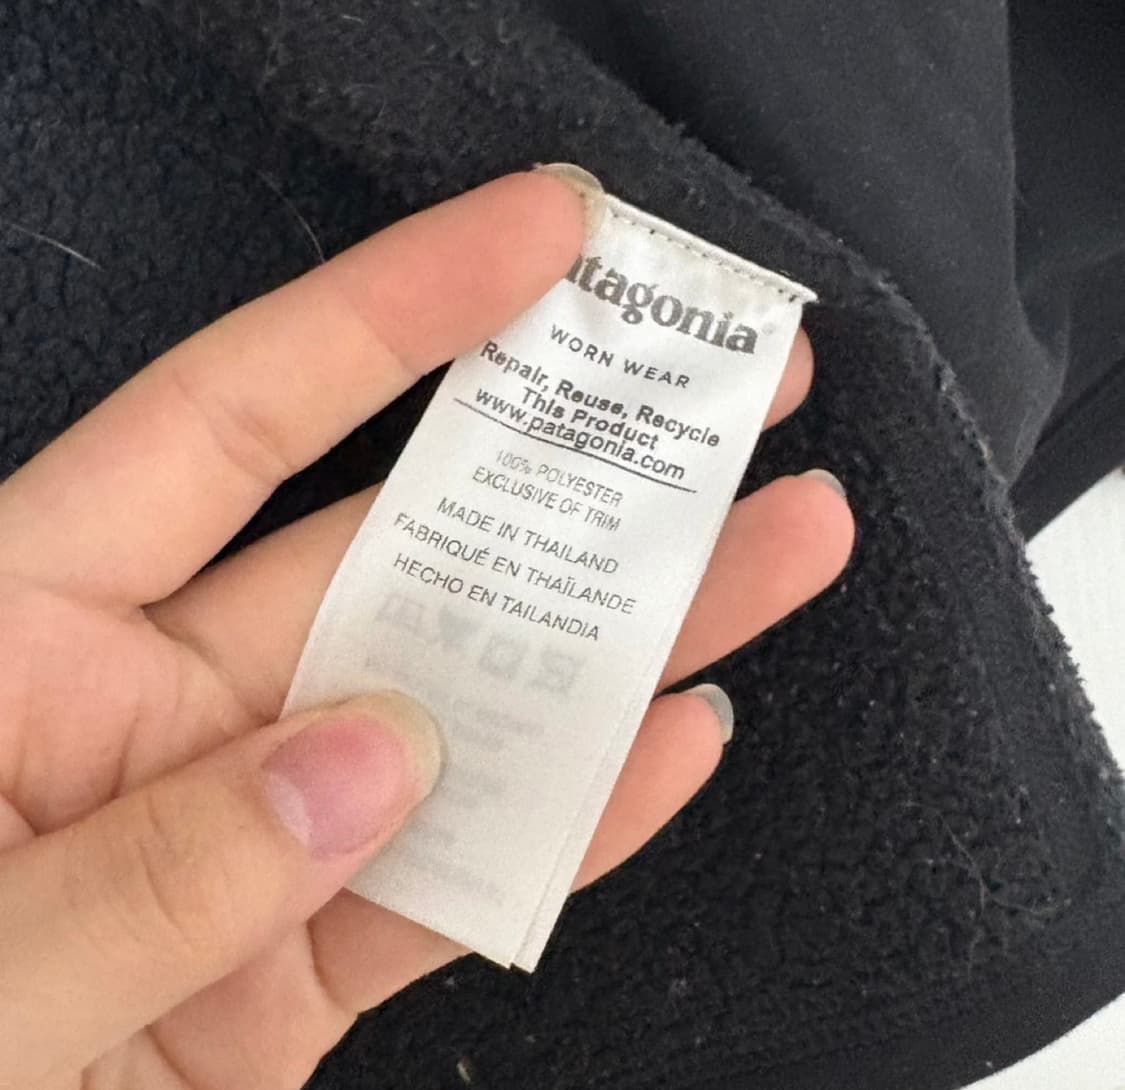 atagonia
WORN WEAR
Repair, Reuse, Recycle
This Product
www.patagonia.com
100% POLYESTER
EXCLUSIVE OF TRIM
MADE IN THAILAND
FABRIQUÉ EN THAÏLANDE
HECHO EN TAILANDIA